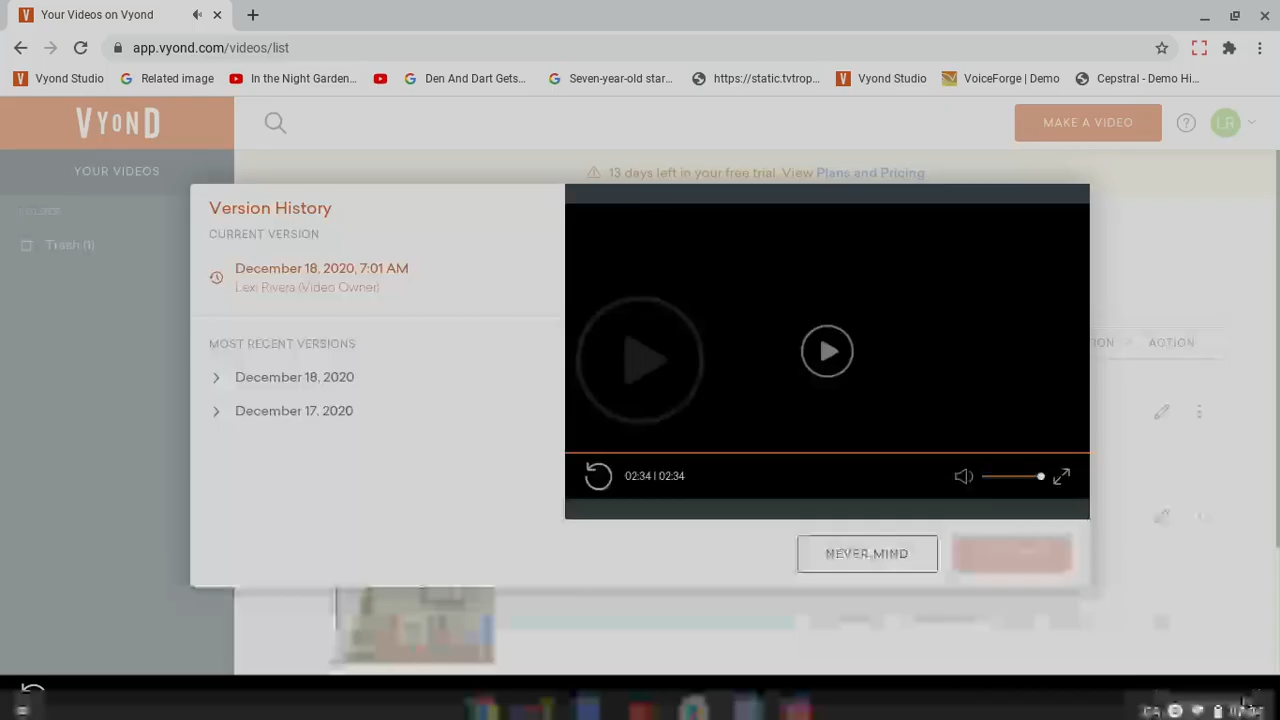 Your Videos on Vyond
app.vyond.com/videos/list
Vyond Studio
Related image
In the Night Garden...
Den And Dart Gets...
Seven-year-old star...
https://static.tvtrop...
Vyond Studio
VoiceForge | Demo
Cepstral - Demo Hi...
VYOND
MAKE A VIDEO
LR
YOUR VIDEOS
13 days left in your free trial. View Plans and Pricing
Trash (1)
Version History
CURRENT VERSION
December 18, 2020, 7:01 AM
Lexi Rivera (Video Owner)
MOST RECENT VERSIONS
December 18, 2020
December 17, 2020
ACTION
02:34 | 02:34
NEVER MIND